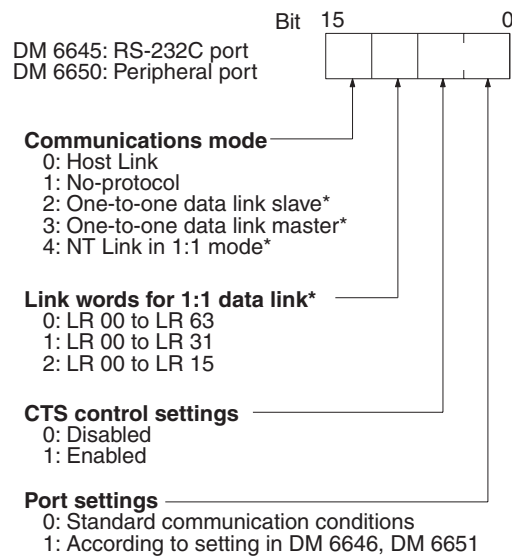 Bit 15 0
DM 6645: RS-232C port
DM 6650: Peripheral port
Communications mode
0: Host Link
1: No-protocol
2: One-to-one data link slave*
3: One-to-one data link master*
4: NT Link in 1:1 mode*
Link words for 1:1 data link*
0: LR 00 to LR 63
1: LR 00 to LR 31
2: LR 00 to LR 15
CTS control settings
0: Disabled
1: Enabled
Port settings
0: Standard communication conditions
1: According to setting in DM 6646, DM 6651